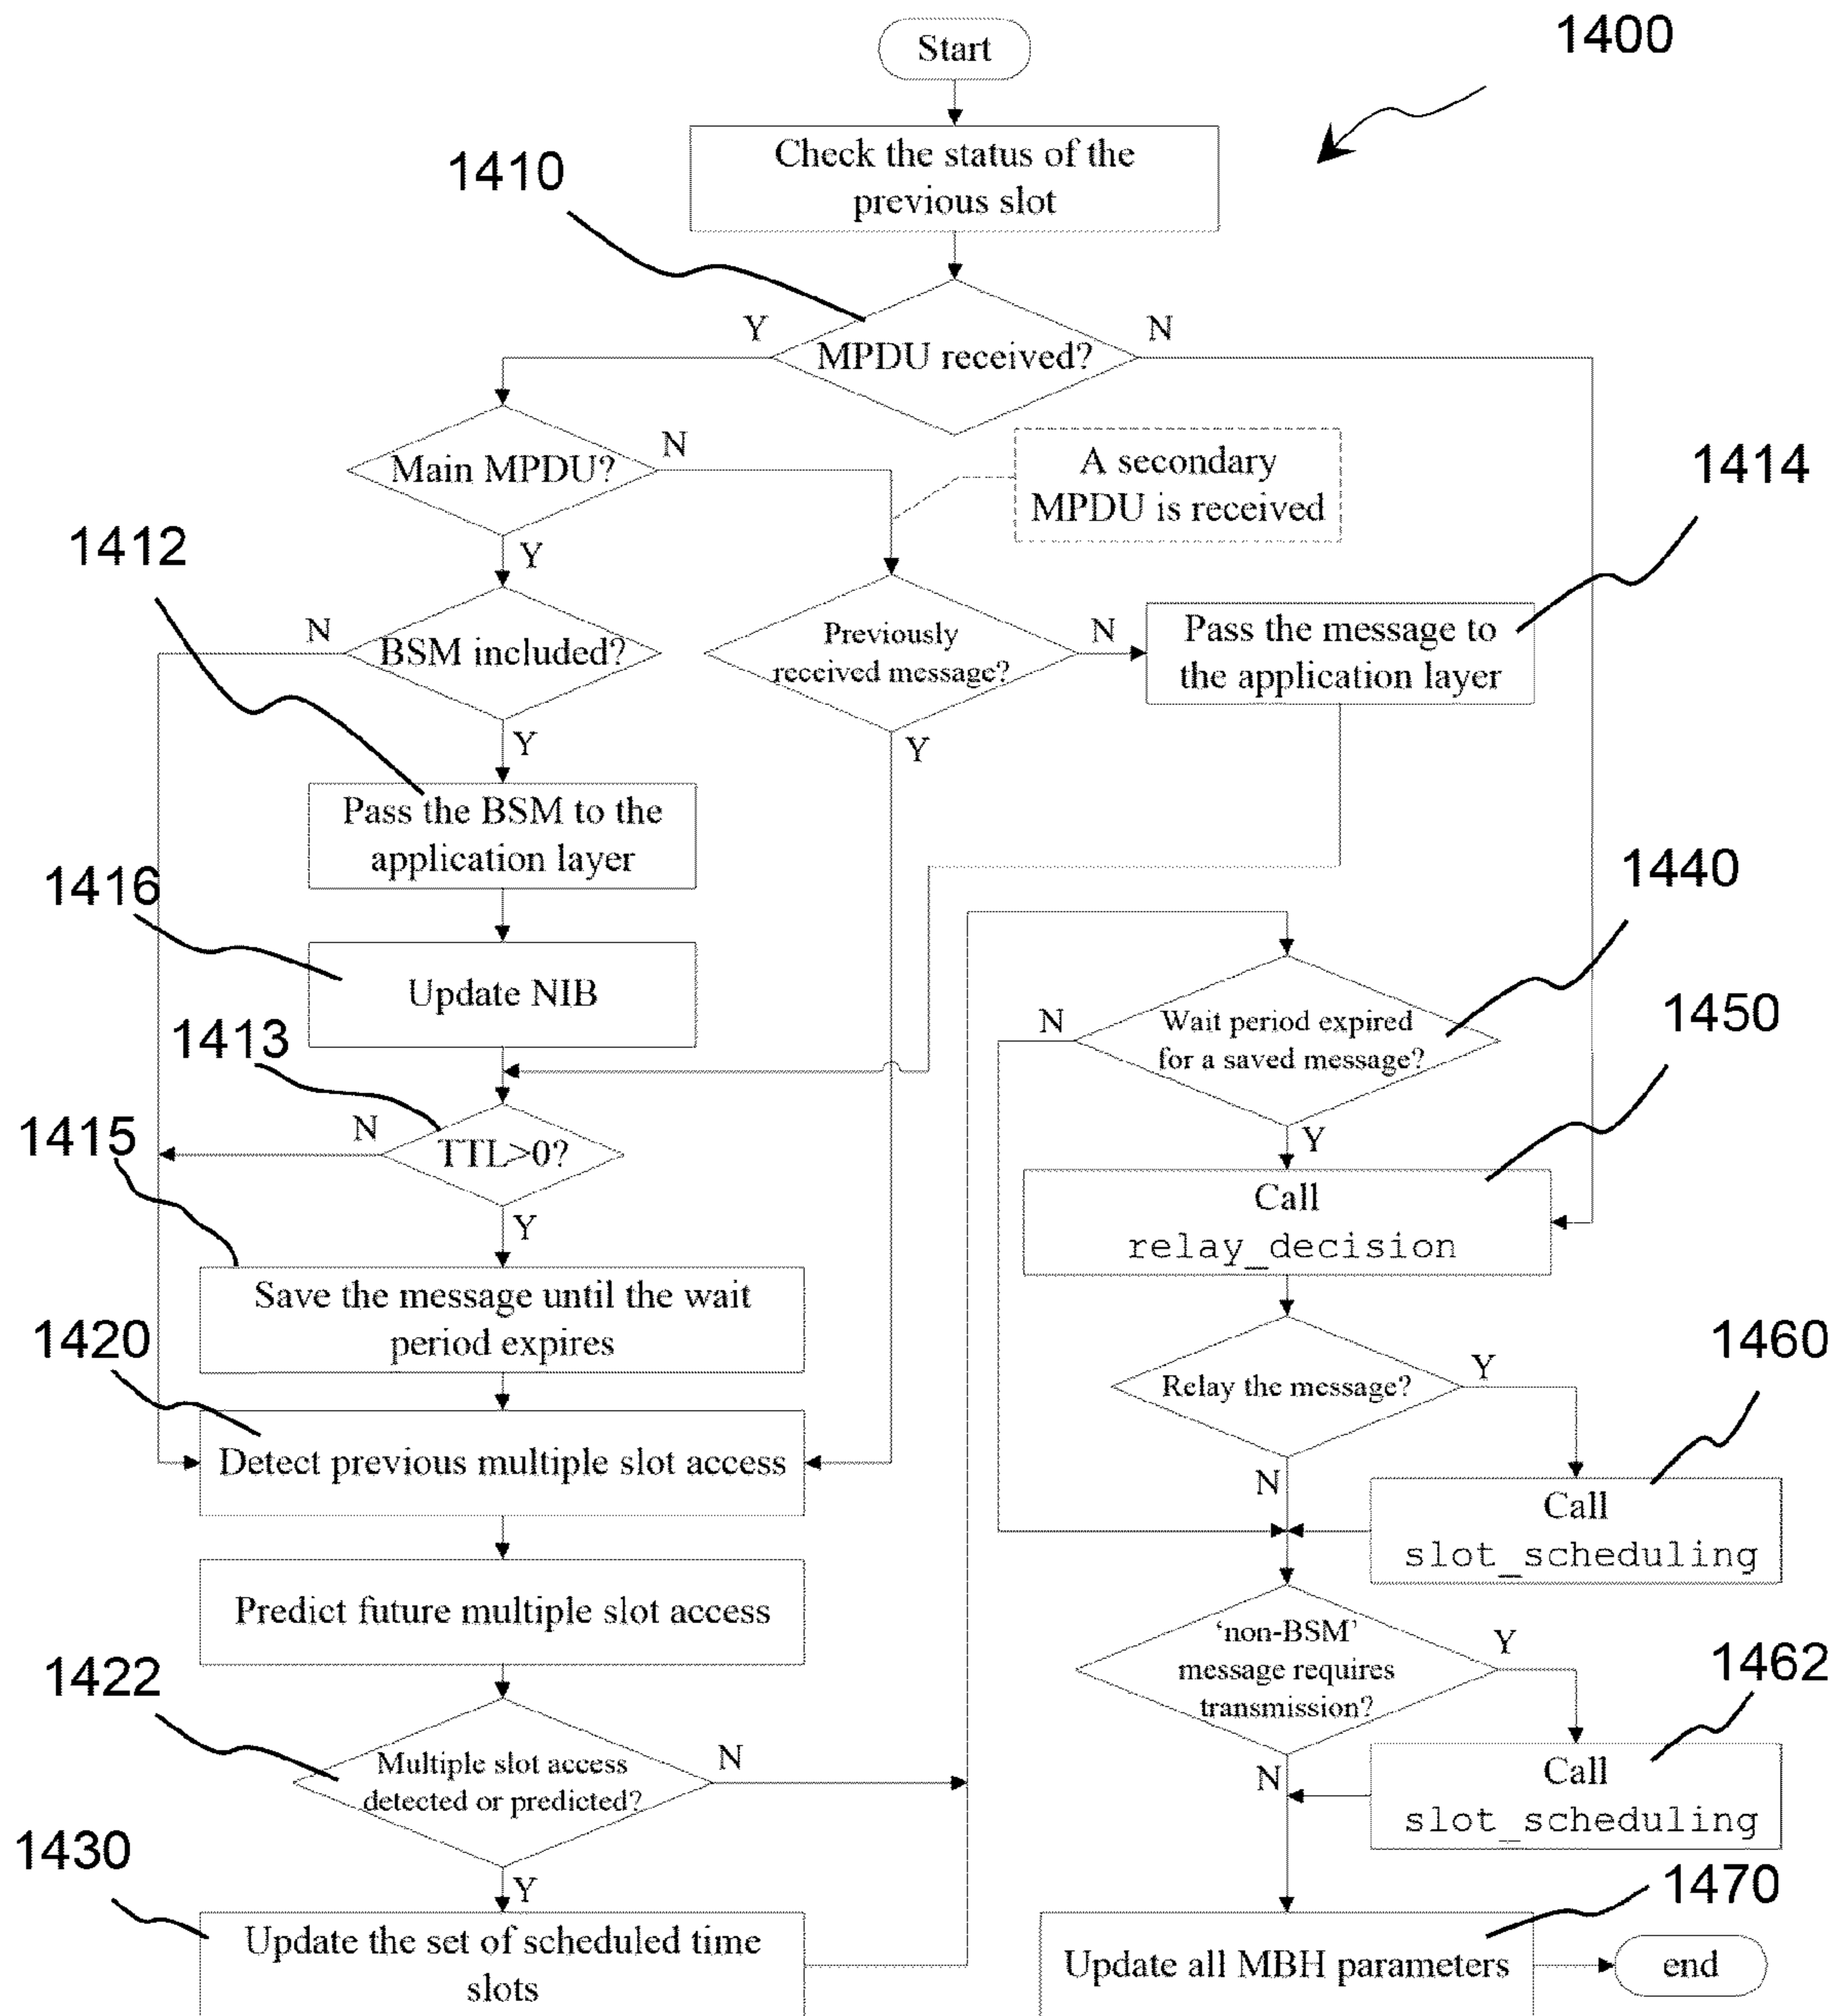 Start
1400
Check the status of the
previous slot
1410
Y
N
MPDU received?
Main MPDU?
N
A secondary
MPDU is received
1414
1412
Y
N
BSM included?
Previously
received message?
N
Pass the message to
the application layer
Y
Y
Pass the BSM to the
application layer
1416
1440
Update NIB
1413
N
Wait period expired
for a saved message?
1450
1415
N
TTL>0?
Y
Y
Call
relay_decision
Save the message until the wait
period expires
1420
1460
Relay the message?
Y
Detect previous multiple slot access
N
Call
slot_scheduling
Predict future multiple slot access
'non-BSM'
message requires
transmission?
Y
1422
1462
Multiple slot access
detected or predicted?
N
N
Call
slot_scheduling
1430
Y
1470
Update the set of scheduled time
slots
Update all MBH parameters
end